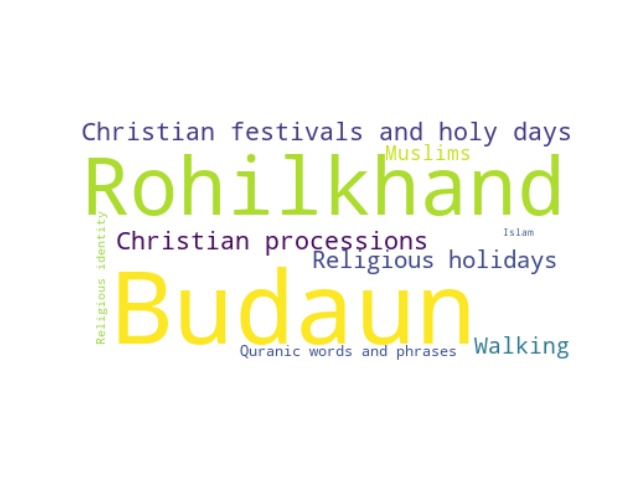 Christian festivals and holy days
Muslims
Rohilkhand
Religious identity
Christian processions
Islam
Religious holidays
Budaun
Quranic words and phrases
Walking